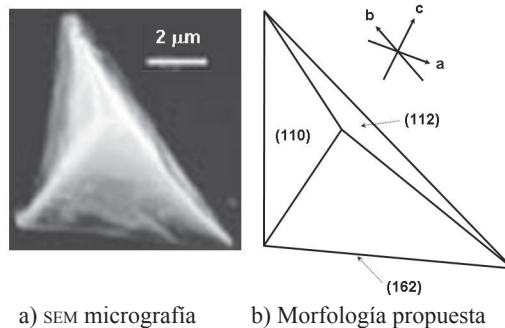 2 μm
b
c
a
(110)
(112)
(162)
a) SEM micrografía
b) Morfología propuesta